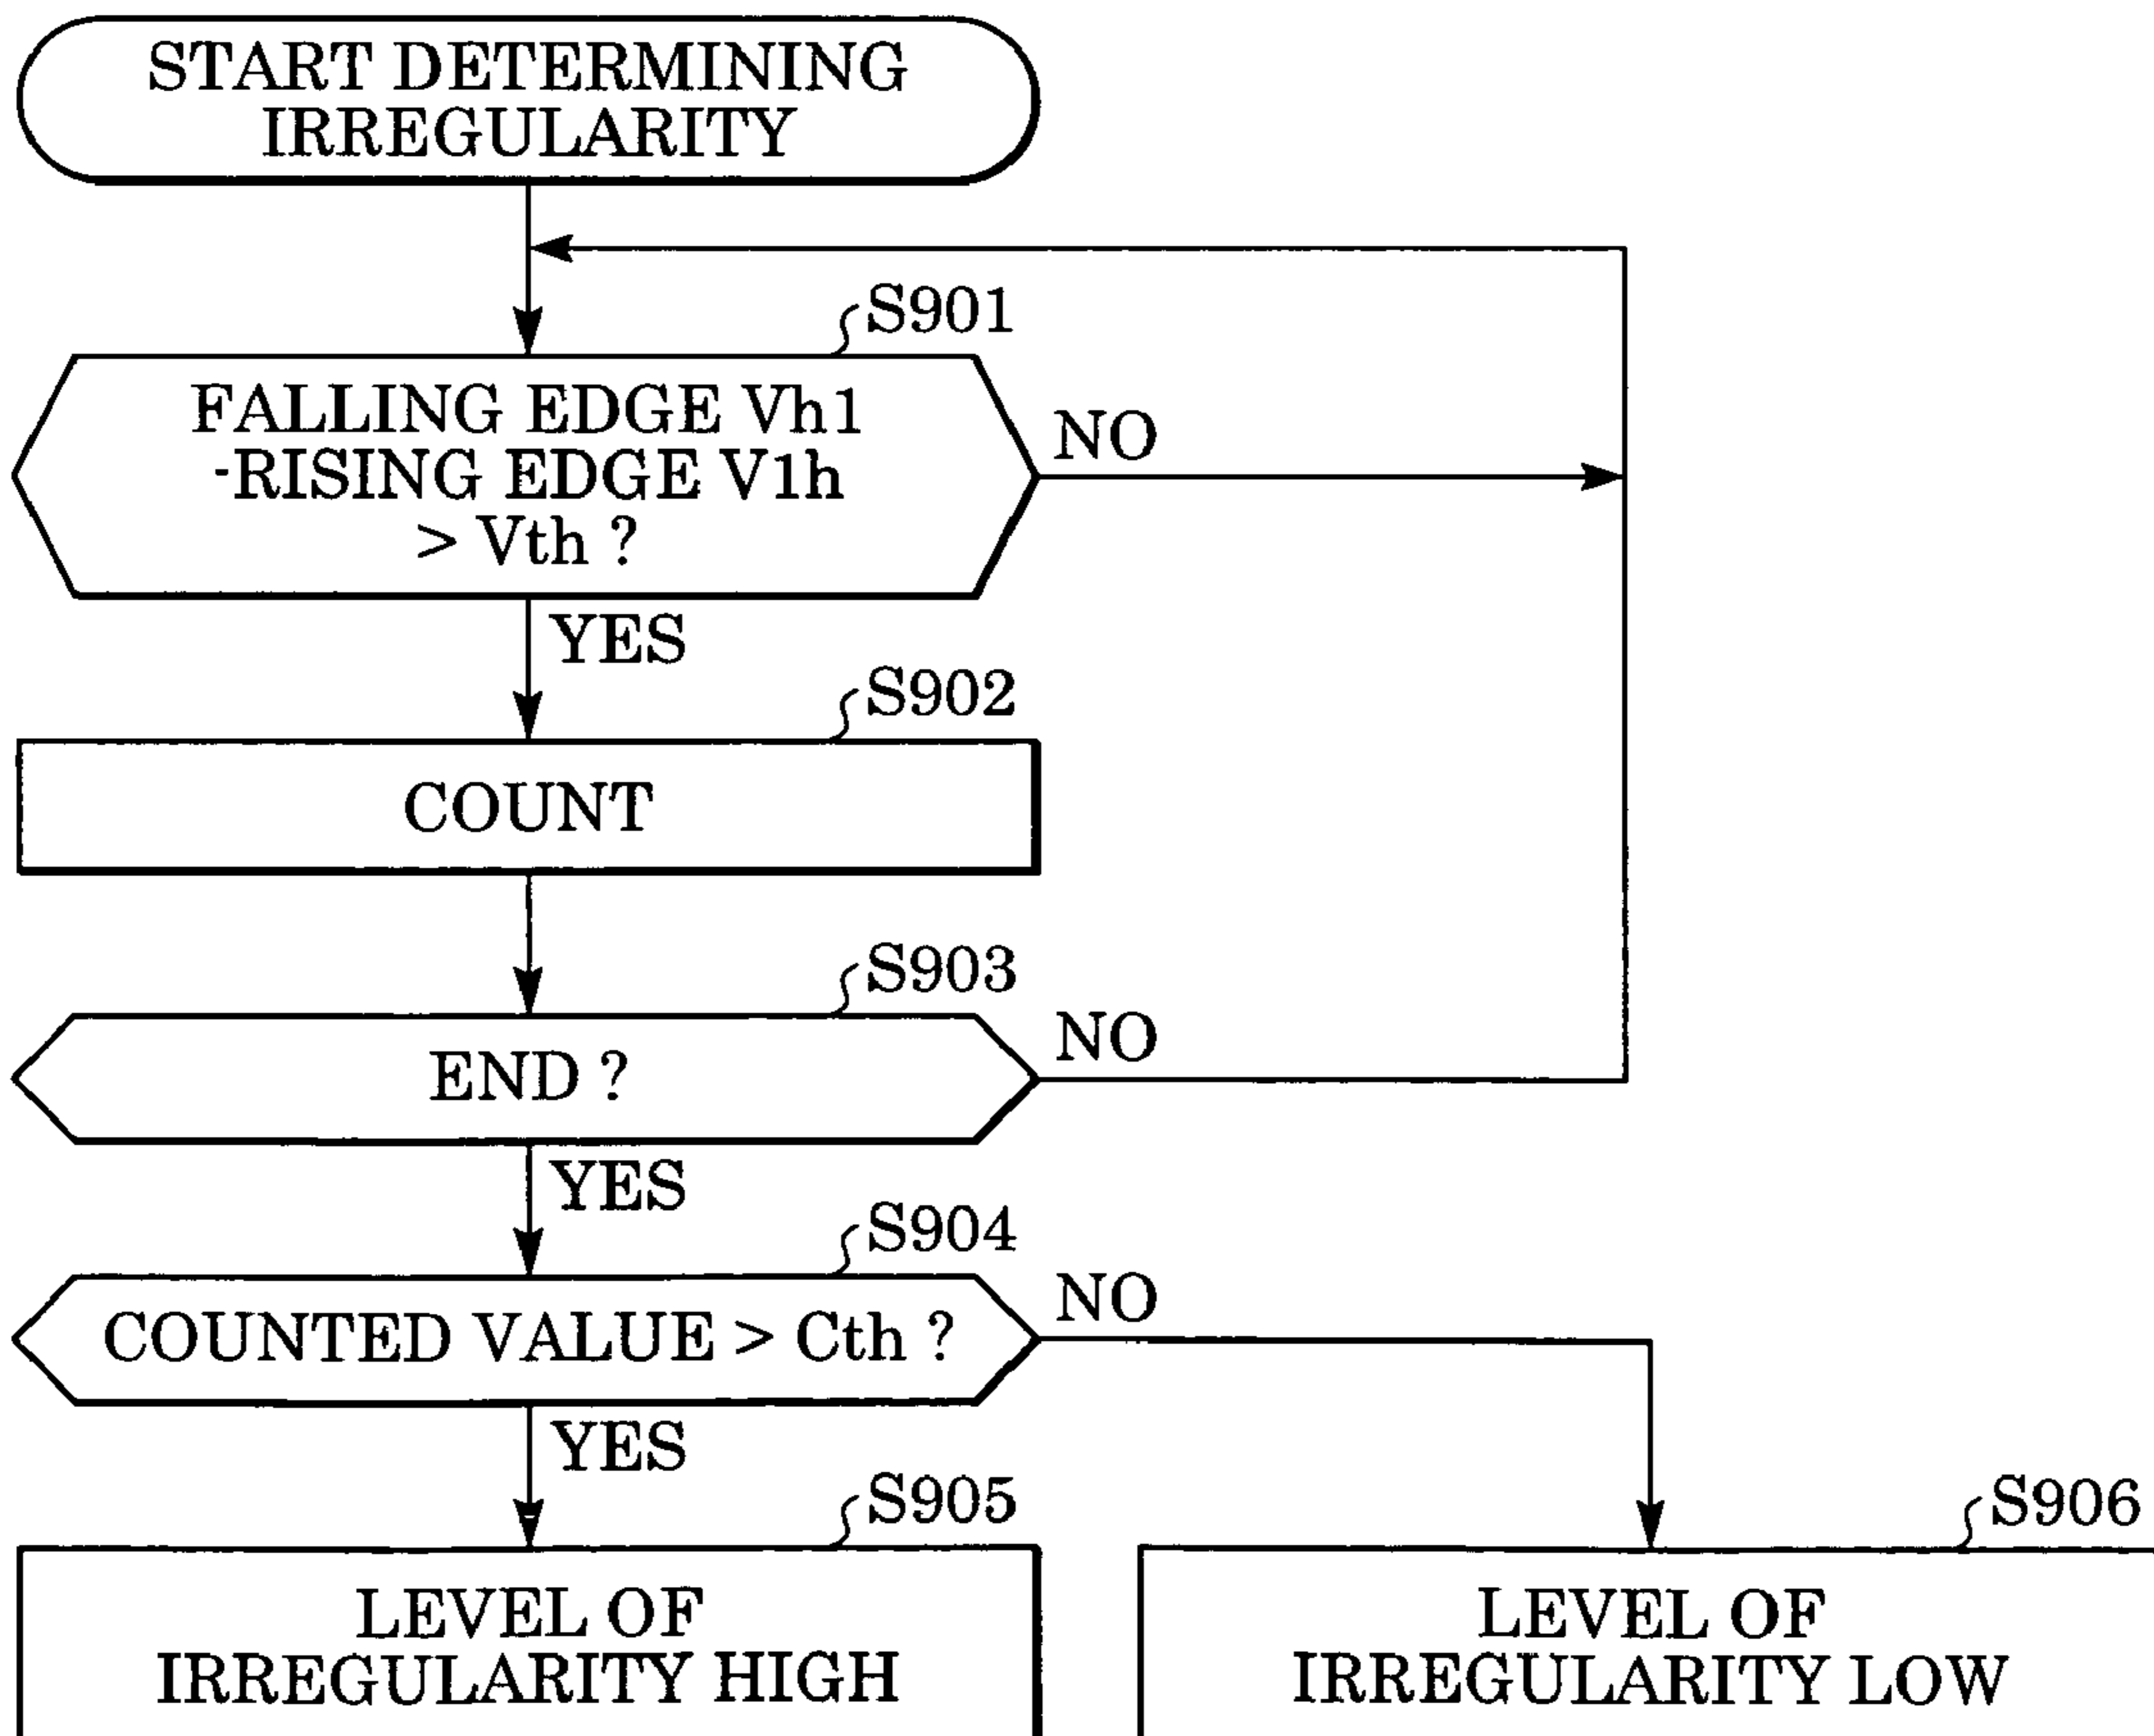 START DETERMINING
IRREGULARITY
S901
FALLING EDGE Vh1
-RISING EDGE V1h
> Vth ?
NO
YES
S902
COUNT
S903
END ?
NO
YES
S904
COUNTED VALUE > Cth ?
NO
YES
S905
LEVEL OF
IRREGULARITY HIGH
S906
LEVEL OF
IRREGULARITY LOW